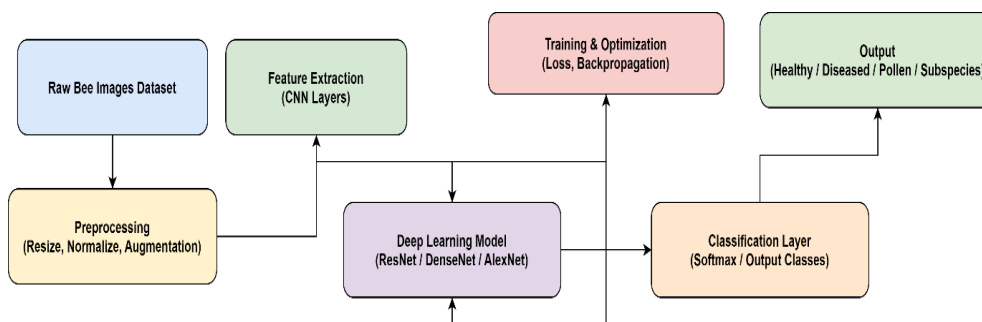 Raw Bee Images Dataset
Preprocessing
(Resize, Normalize, Augmentation)
Feature Extraction
(CNN Layers)
Deep Learning Model
(ResNet / DenseNet / AlexNet)
Training & Optimization
(Loss, Backpropagation)
Classification Layer
(Softmax / Output Classes)
Output
(Healthy / Diseased / Pollen / Subspecies)